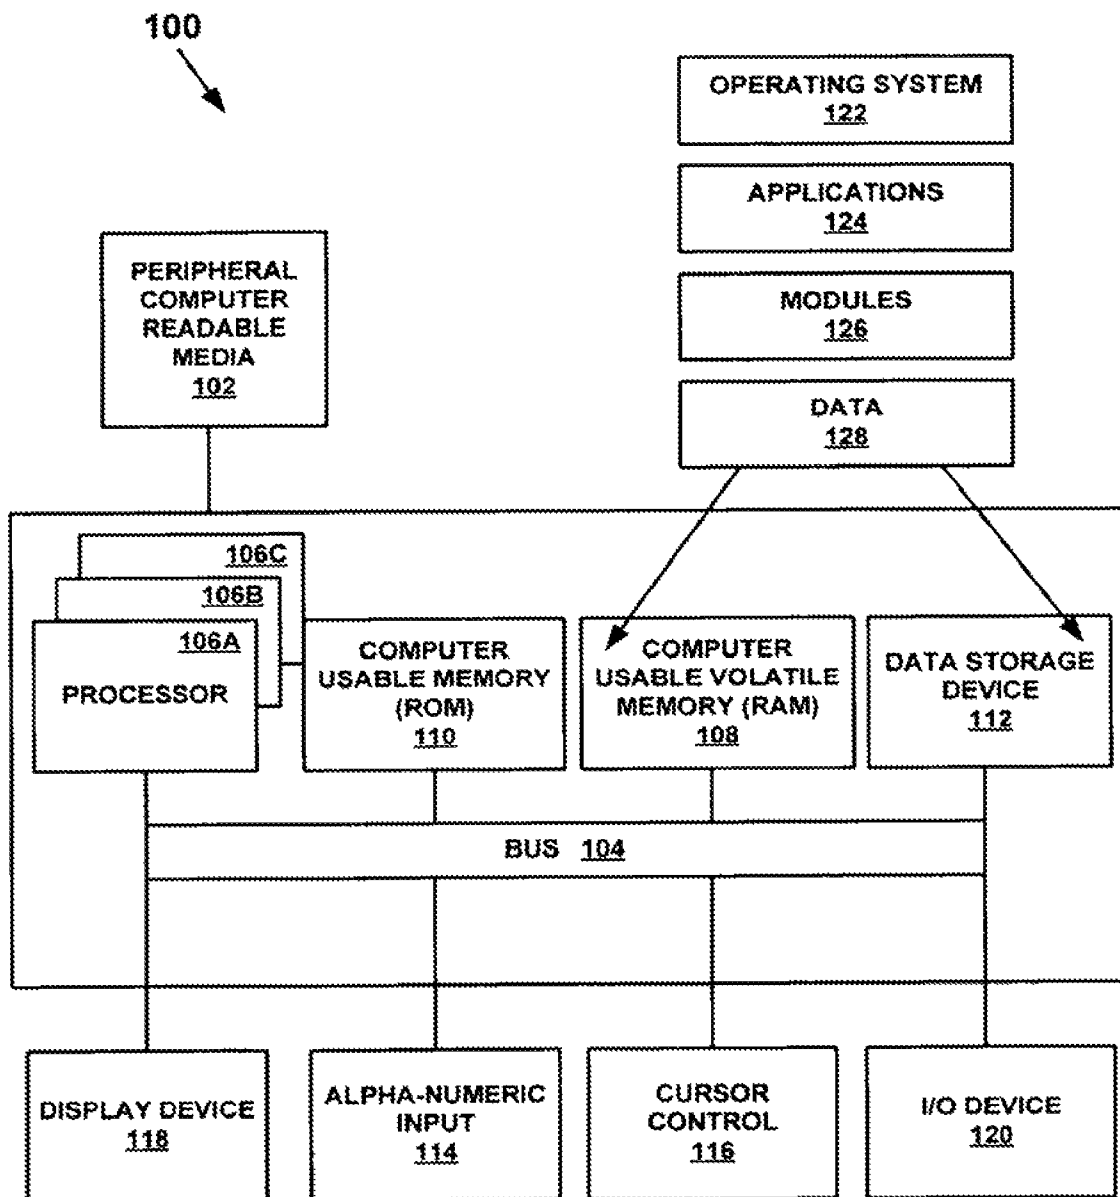 100
OPERATING SYSTEM
122
APPLICATIONS
124
MODULES
126
DATA
128
PERIPHERAL
COMPUTER
READABLE
MEDIA
102
106C
106B
106A
PROCESSOR
COMPUTER
USABLE MEMORY
(ROM)
110
COMPUTER
USABLE VOLATILE
MEMORY (RAM)
108
DATA STORAGE
DEVICE
112
BUS 104
DISPLAY DEVICE
118
ALPHA-NUMERIC
INPUT
114
CURSOR
CONTROL
116
I/O DEVICE
120